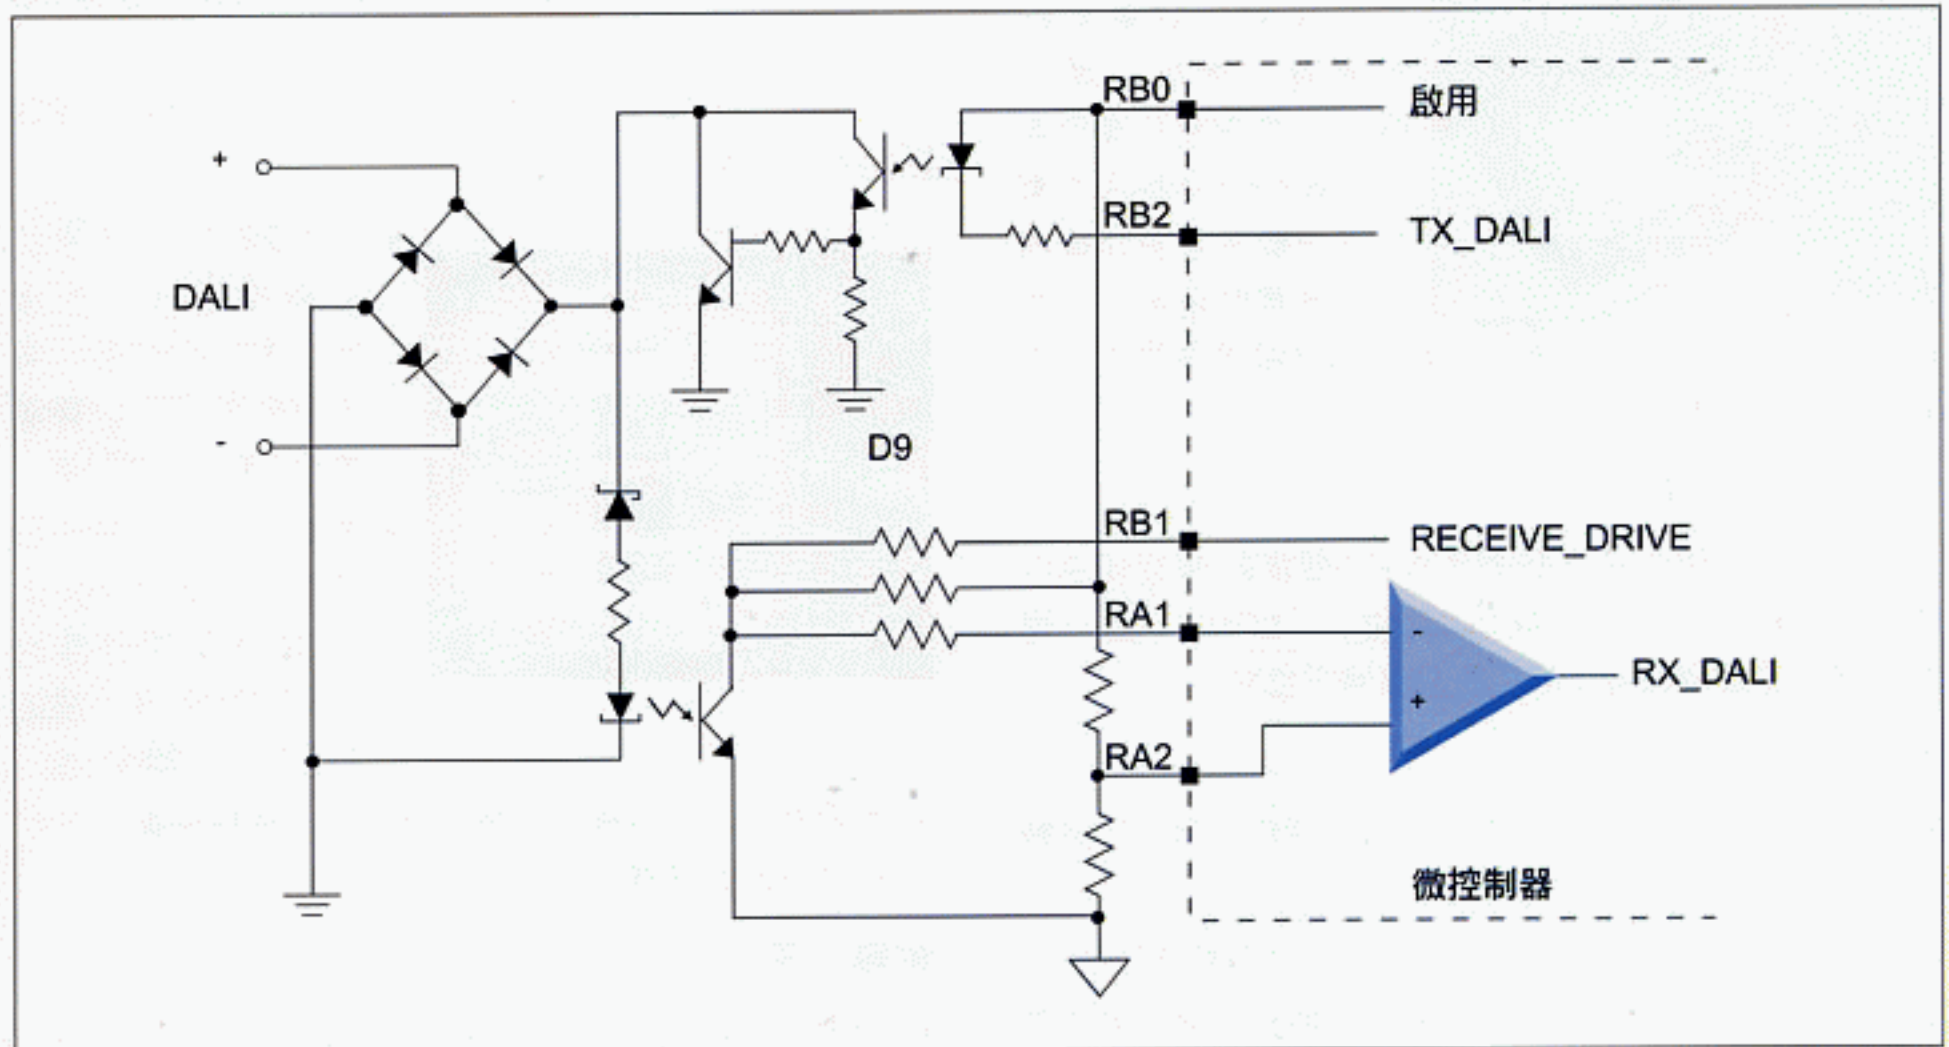 RB0
啟用
+
RB2
TX_DALI
DALI
-
D9
RB1
RECEIVE_DRIVE
RA1
-
RX_DALI
+
RA2
微控制器